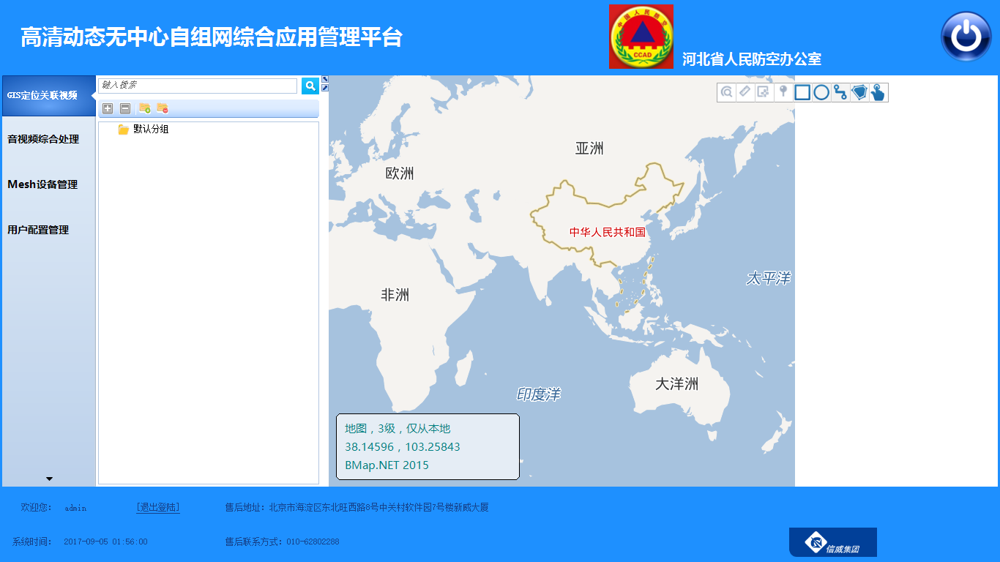 高清动态无中心自组网综合应用管理平台
中国人民防空
CCAD
河北省人民防空办公室
GIS定位关联视频
音视频综合处理
Mesh设备管理
用户配置管理
键入搜索
默认分组
亚洲
欧洲
中华人民共和国
太平洋
非洲
大洋洲
印度洋
地图，3级，仅从本地
38.14596，103.25843
BMap.NET 2015
欢迎您： admin [退出登陆] 售后地址：北京市海淀区东北旺西路8号中关村软件园7号楼新威大厦
系统时间： 2017-09-05 01:56:00 售后联系方式：010-62802288
信威集团